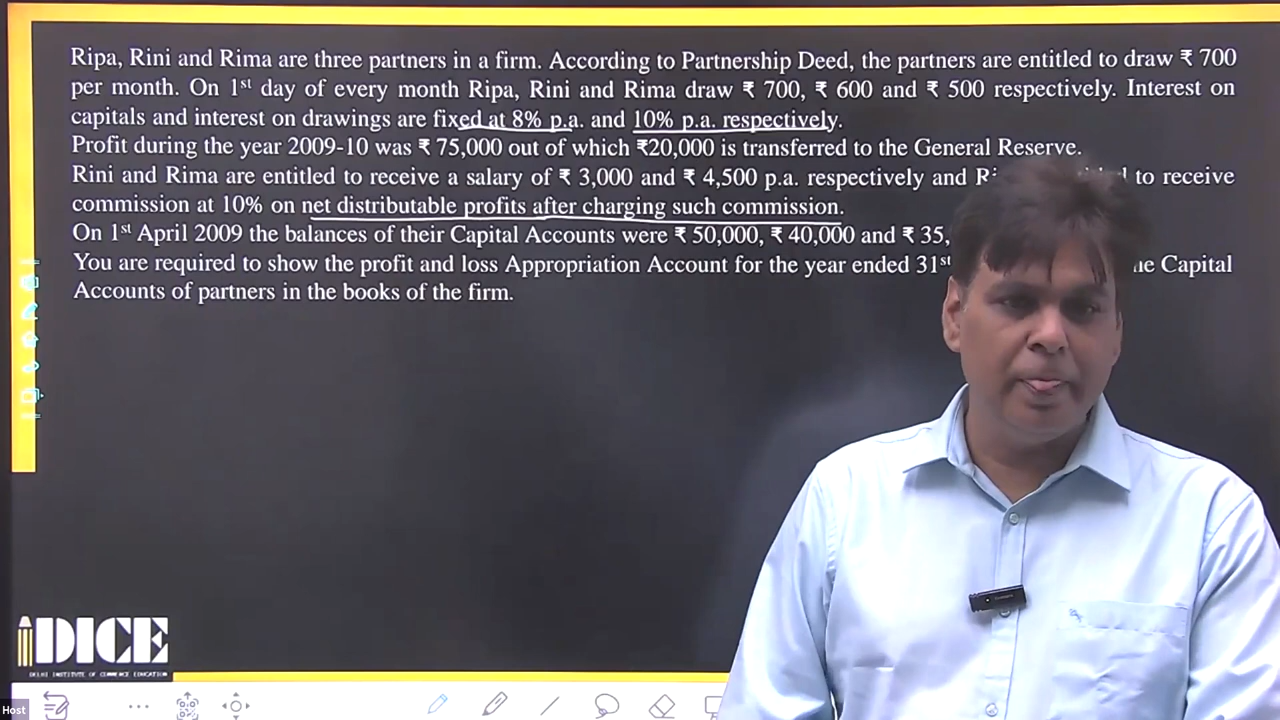 Ripa, Rini and Rima are three partners in a firm. According to Partnership Deed, the partners are entitled to draw ₹ 700
per month. On 1st day of every month Ripa, Rini and Rima draw ₹ 700, ₹ 600 and ₹ 500 respectively. Interest on
capitals and interest on drawings are fixed at 8% p.a. and 10% p.a. respectively.
Profit during the year 2009-10 was ₹ 75,000 out of which ₹20,000 is transferred to the General Reserve.
Rini and Rima are entitled to receive a salary of ₹ 3,000 and ₹ 4,500 p.a. respectively and to receive
commission at 10% on net distributable profits after charging such commission.
On 1st April 2009 the balances of their Capital Accounts were ₹ 50,000, ₹ 40,000 and ₹ 35,
You are required to show the profit and loss Appropriation Account for the year ended 31st Capital
Accounts of partners in the books of the firm.
DICE
DELHI INSTITUTE OF COMMERCE EDUCATION
Host